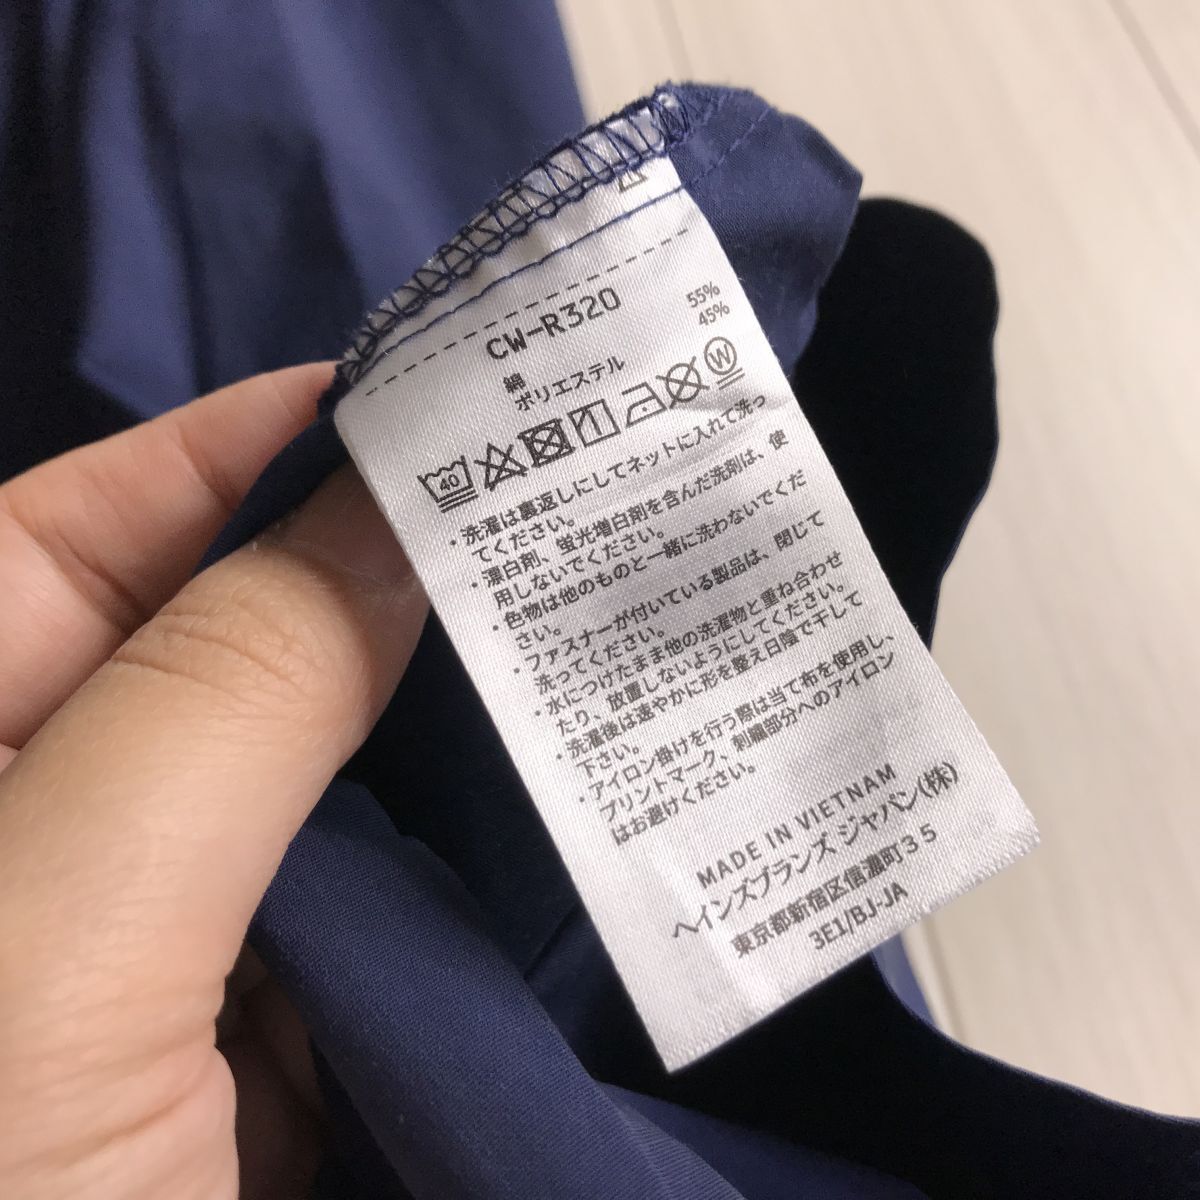 CW-R320
綿 55%
ポリエステル 45%
40
W
・洗濯は裏返しにしてネットに入れて洗っ
てください。
・漂白剤、蛍光増白剤を含んだ洗剤は、使
用しないでください。
・色物は他のものと一緒に洗わないでくだ
さい。
・ファスナーが付いている製品は、閉じて
洗ってください。
・水につけたまま他の洗濯物と重ね合わせ
たり、放置しないようにしてください。
・洗濯後は速やかに形を整え日陰で干して
下さい。
・アイロン掛けを行う際は当て布を使用し、
プリントマーク、刺繍部分へのアイロン
はお避けください。
MADE IN VIETNAM
ヘインズブランズ ジャパン(株)
東京都新宿区信濃町35
3E1/BJ-JA